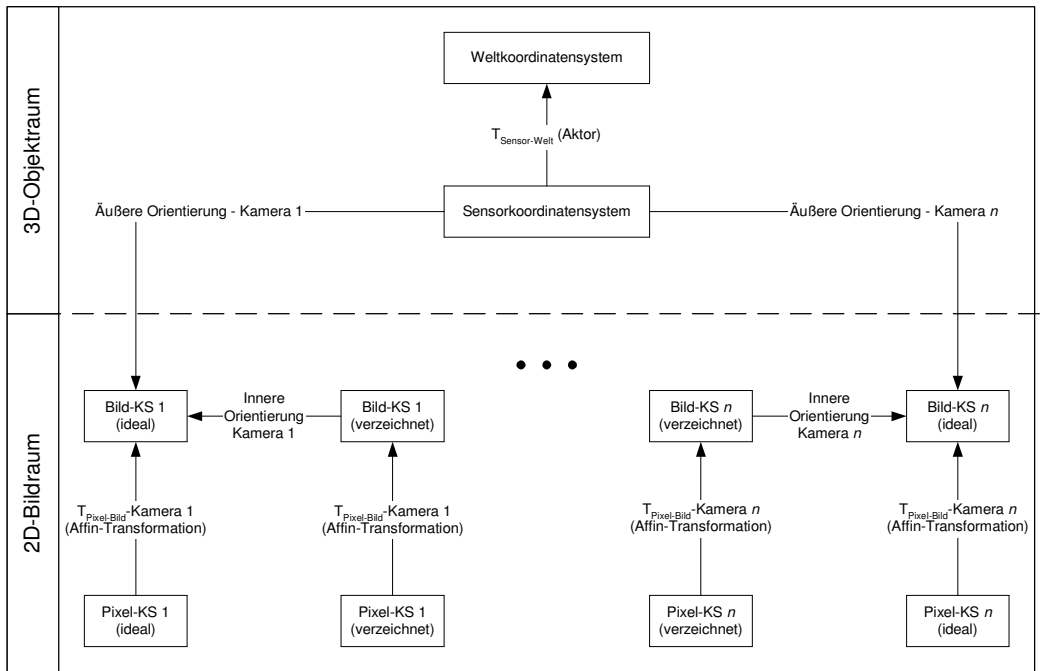 3D-Objektraum
Weltkoordinatensystem
T_Sensor-Welt (Aktor)
Sensorkoordinatensystem
Äußere Orientierung - Kamera 1
Äußere Orientierung - Kamera n
2D-Bildraum
Bild-KS 1
(ideal)
Innere
Orientierung
Kamera 1
Bild-KS 1
(verzeichnet)
Bild-KS n
(verzeichnet)
Innere
Orientierung
Kamera n
Bild-KS n
(ideal)
T_Pixel-Bild-Kamera 1
(Affin-Transformation)
T_Pixel-Bild-Kamera 1
(Affin-Transformation)
T_Pixel-Bild-Kamera n
(Affin-Transformation)
T_Pixel-Bild-Kamera n
(Affin-Transformation)
Pixel-KS 1
(ideal)
Pixel-KS 1
(verzeichnet)
Pixel-KS n
(verzeichnet)
Pixel-KS n
(ideal)